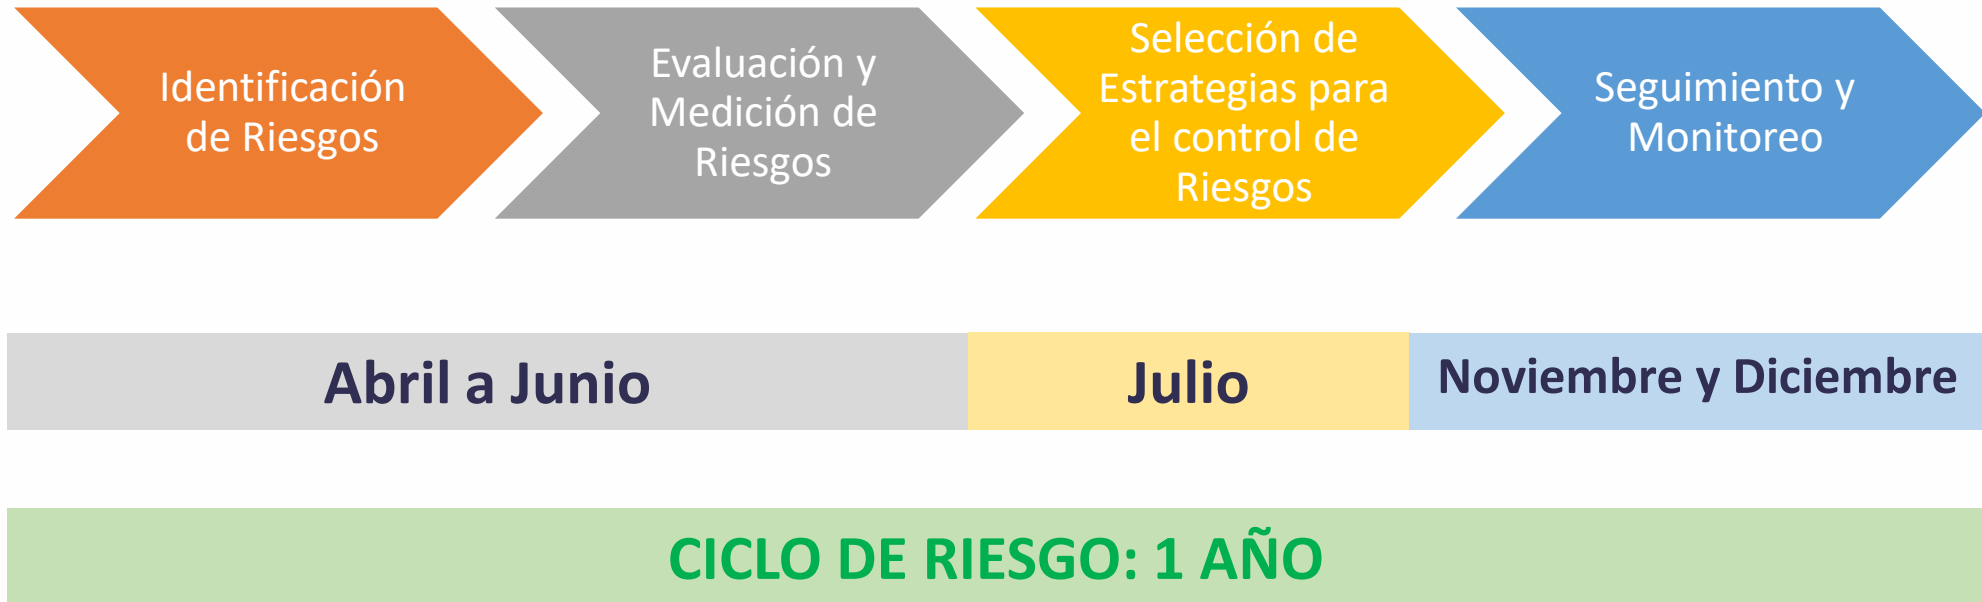 Identificación
de Riesgos
Evaluación y
Medición de
Riesgos
Selección de
Estrategias para
el control de
Riesgos
Seguimiento y
Monitoreo
Abril a Junio
Julio
Noviembre y Diciembre
CICLO DE RIESGO: 1 AÑO